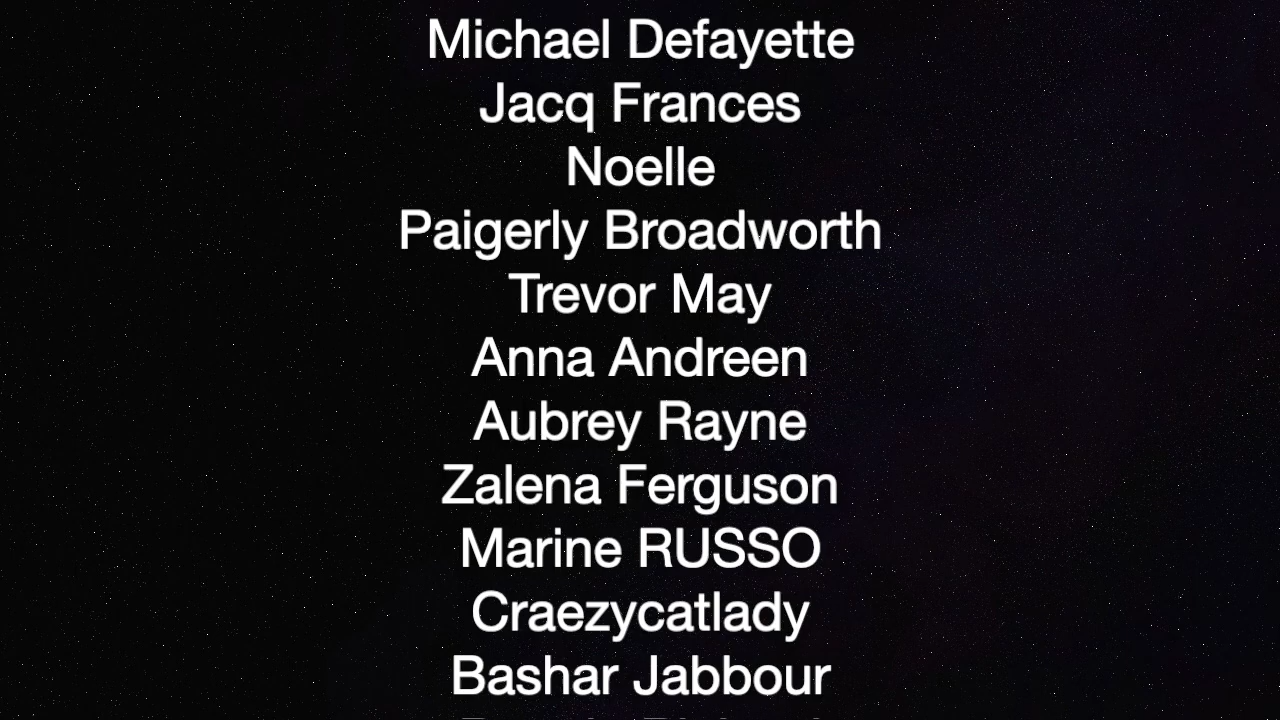 Michael Defayette
Jacq Frances
Noelle
Paigerly Broadworth
Trevor May
Anna Andreen
Aubrey Rayne
Zalena Ferguson
Marine RUSSO
Craezycatlady
Bashar Jabbour